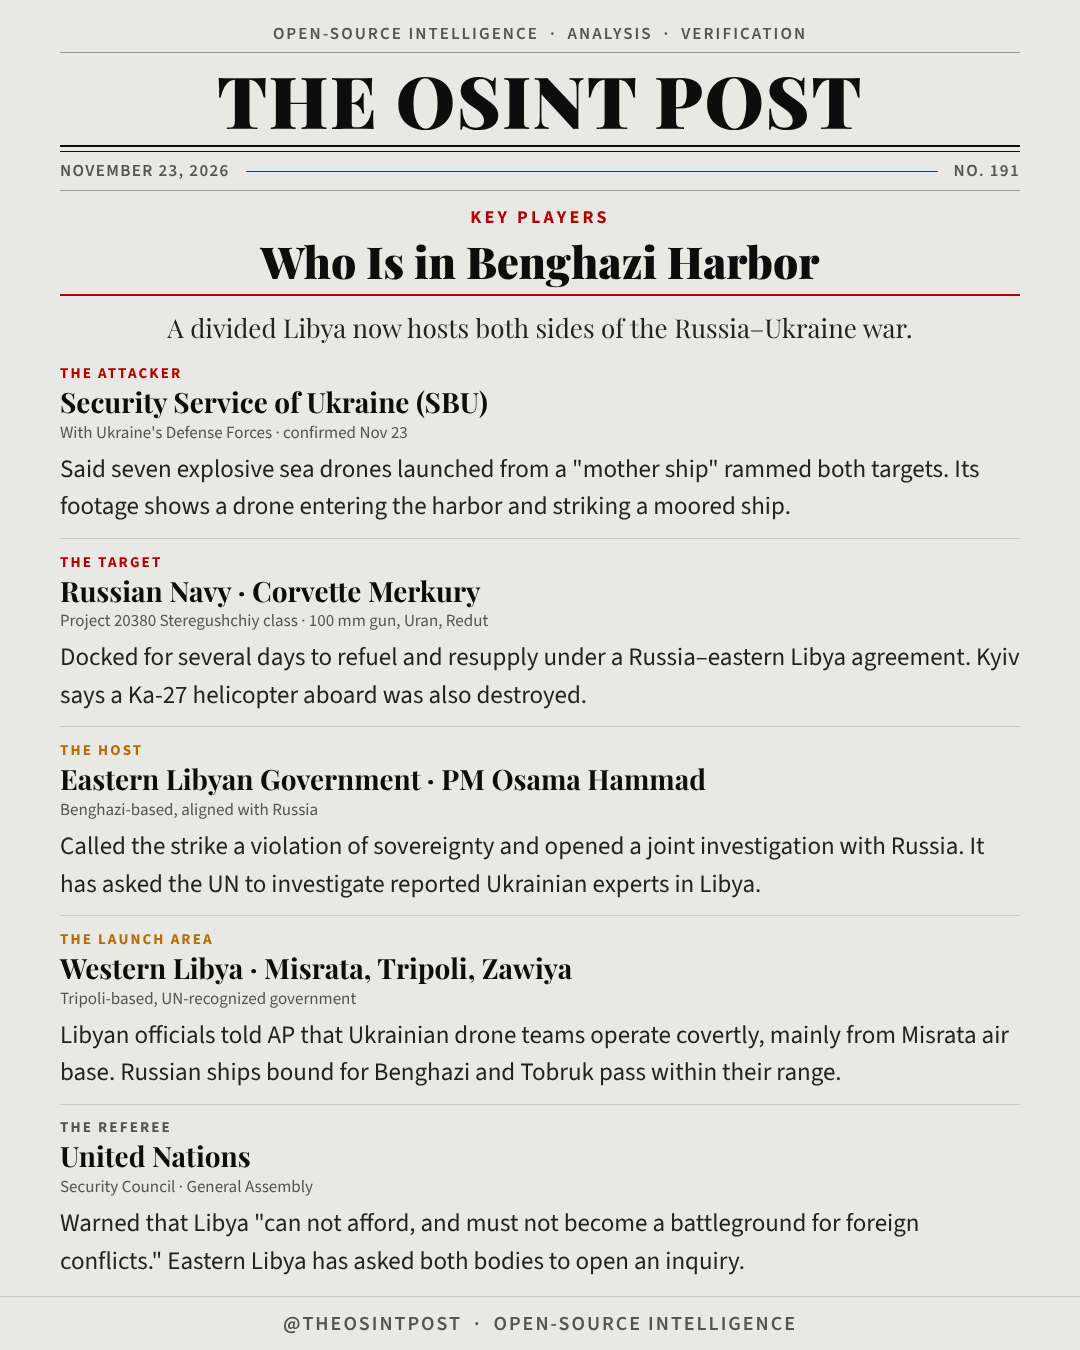 OPEN-SOURCE INTELLIGENCE · ANALYSIS · VERIFICATION
THE OSINT POST
NOVEMBER 23, 2026
NO. 191
KEY PLAYERS
Who Is in Benghazi Harbor
A divided Libya now hosts both sides of the Russia–Ukraine war.
THE ATTACKER
Security Service of Ukraine (SBU)
With Ukraine's Defense Forces · confirmed Nov 23
Said seven explosive sea drones launched from a "mother ship" rammed both targets. Its
footage shows a drone entering the harbor and striking a moored ship.
THE TARGET
Russian Navy · Corvette Merkury
Project 20380 Steregushchiy class · 100 mm gun, Uran, Redut
Docked for several days to refuel and resupply under a Russia–eastern Libya agreement. Kyiv
says a Ka-27 helicopter aboard was also destroyed.
THE HOST
Eastern Libyan Government · PM Osama Hammad
Benghazi-based, aligned with Russia
Called the strike a violation of sovereignty and opened a joint investigation with Russia. It
has asked the UN to investigate reported Ukrainian experts in Libya.
THE LAUNCH AREA
Western Libya · Misrata, Tripoli, Zawiya
Tripoli-based, UN-recognized government
Libyan officials told AP that Ukrainian drone teams operate covertly, mainly from Misrata air
base. Russian ships bound for Benghazi and Tobruk pass within their range.
THE REFEREE
United Nations
Security Council · General Assembly
Warned that Libya "can not afford, and must not become a battleground for foreign
conflicts." Eastern Libya has asked both bodies to open an inquiry.
@THEOSINTPOST · OPEN-SOURCE INTELLIGENCE